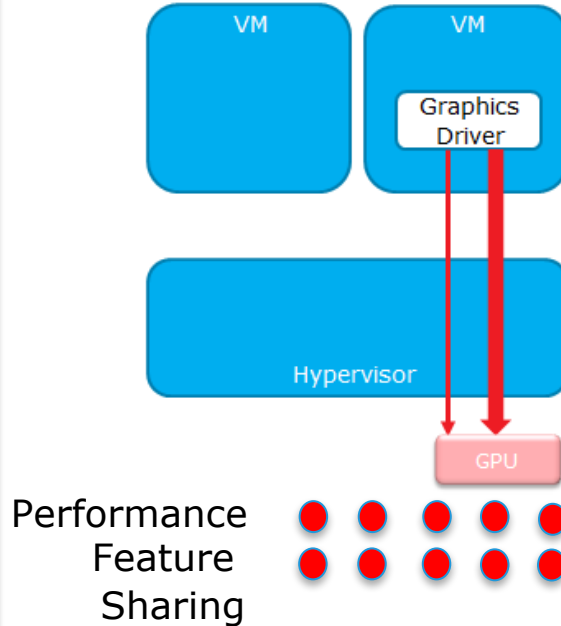 VM
VM
Graphics
Driver
Hypervisor
GPU
Performance
Feature
Sharing